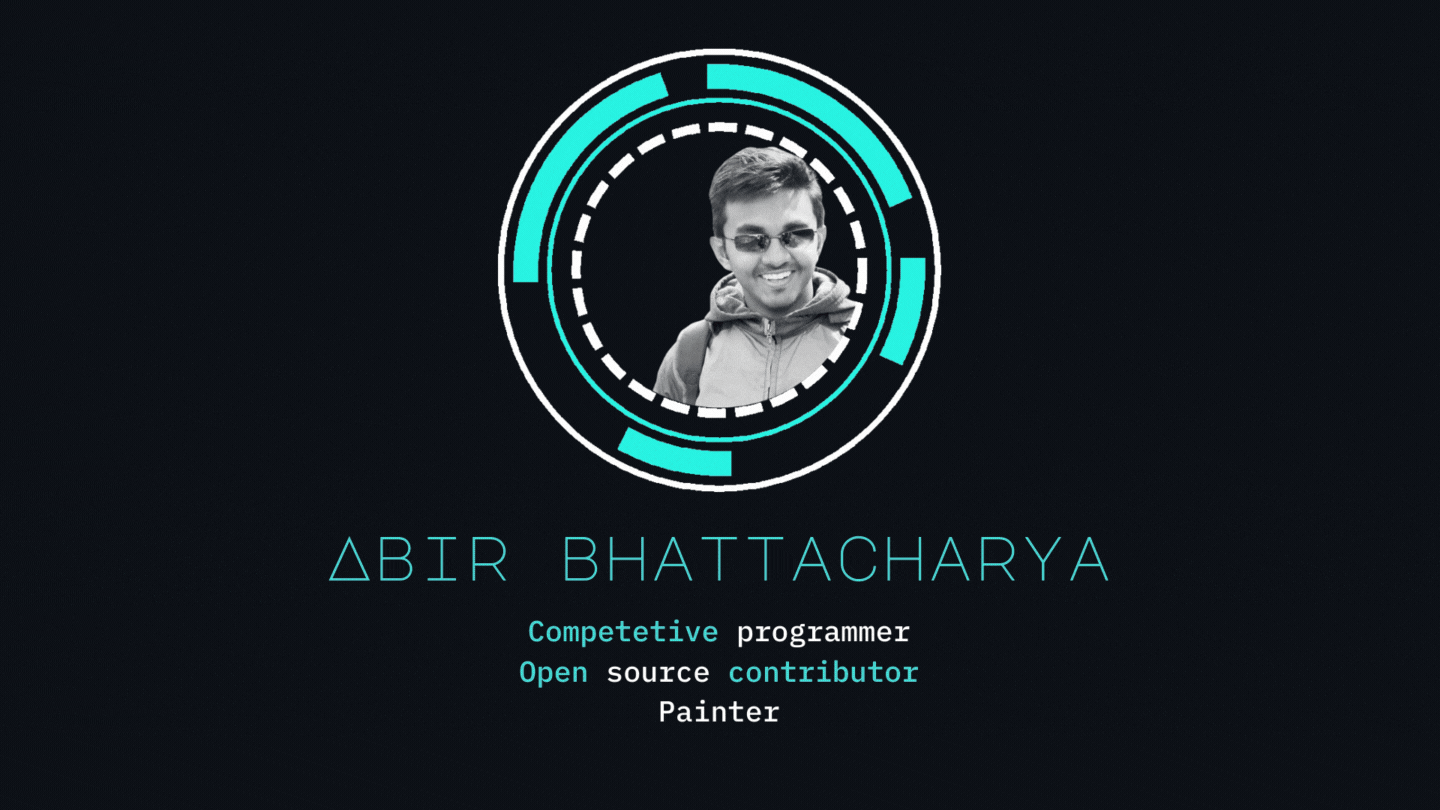 ABIR BHATTACHARYA
Competetive programmer
Open source contributor
Painter